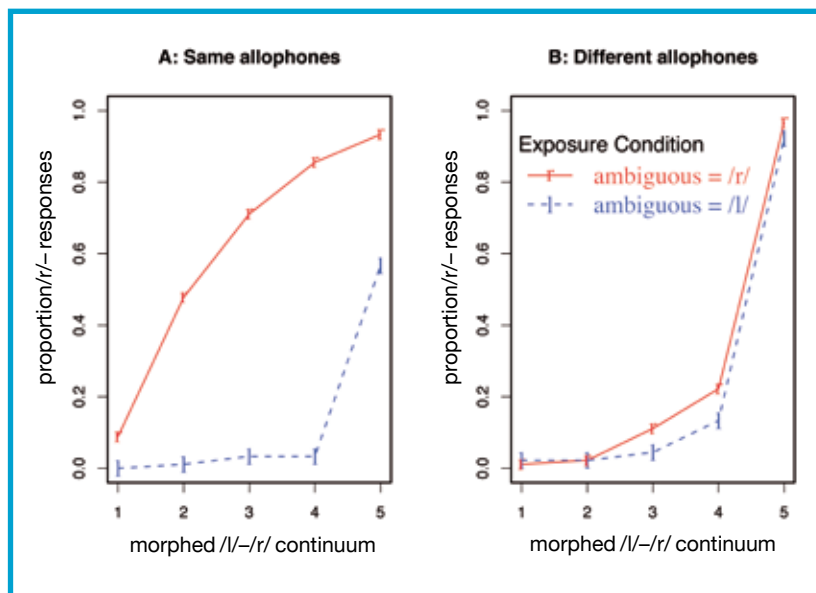 A: Same allophones
proportion/r/– responses
1.0
0.8
0.6
0.4
0.2
0.0
1 2 3 4 5
morphed /l/–/r/ continuum
B: Different allophones
proportion/r/– responses
1.0
0.8
0.6
0.4
0.2
0.0
Exposure Condition
ambiguous = /r/
ambiguous = /l/
1 2 3 4 5
morphed /l/–/r/ continuum